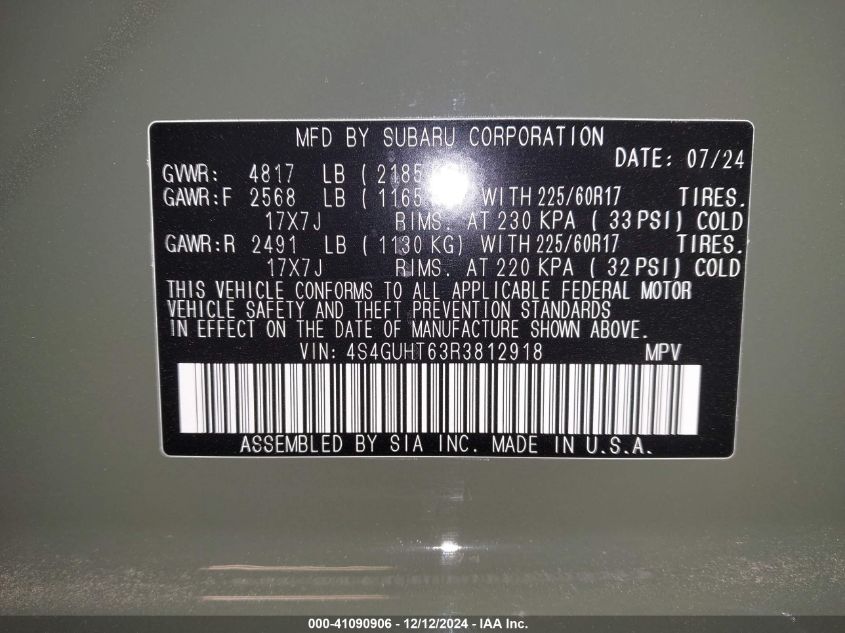 MFD BY SUBARU CORPORATION
DATE: 07/24
GVWR: 4817 LB ( 2185
GAWR:F 2568 LB ( 1165 WITH 225/60R17 TIRES.
17X7J RIMS. AT 230 KPA ( 33 PSI) COLD
GAWR:R 2491 LB ( 1130 KG) WITH 225/60R17 TIRES.
17X7J RIMS. AT 220 KPA ( 32 PSI) COLD
THIS VEHICLE CONFORMS TO ALL APPLICABLE FEDERAL MOTOR
VEHICLE SAFETY AND THEFT PREVENTION STANDARDS
IN EFFECT ON THE DATE OF MANUFACTURE SHOWN ABOVE.
VIN: 4S4GUHT63R3812918 MPV
ASSEMBLED BY SIA INC. MADE IN U.S.A.
000-41090906 - 12/12/2024 - IAA Inc.